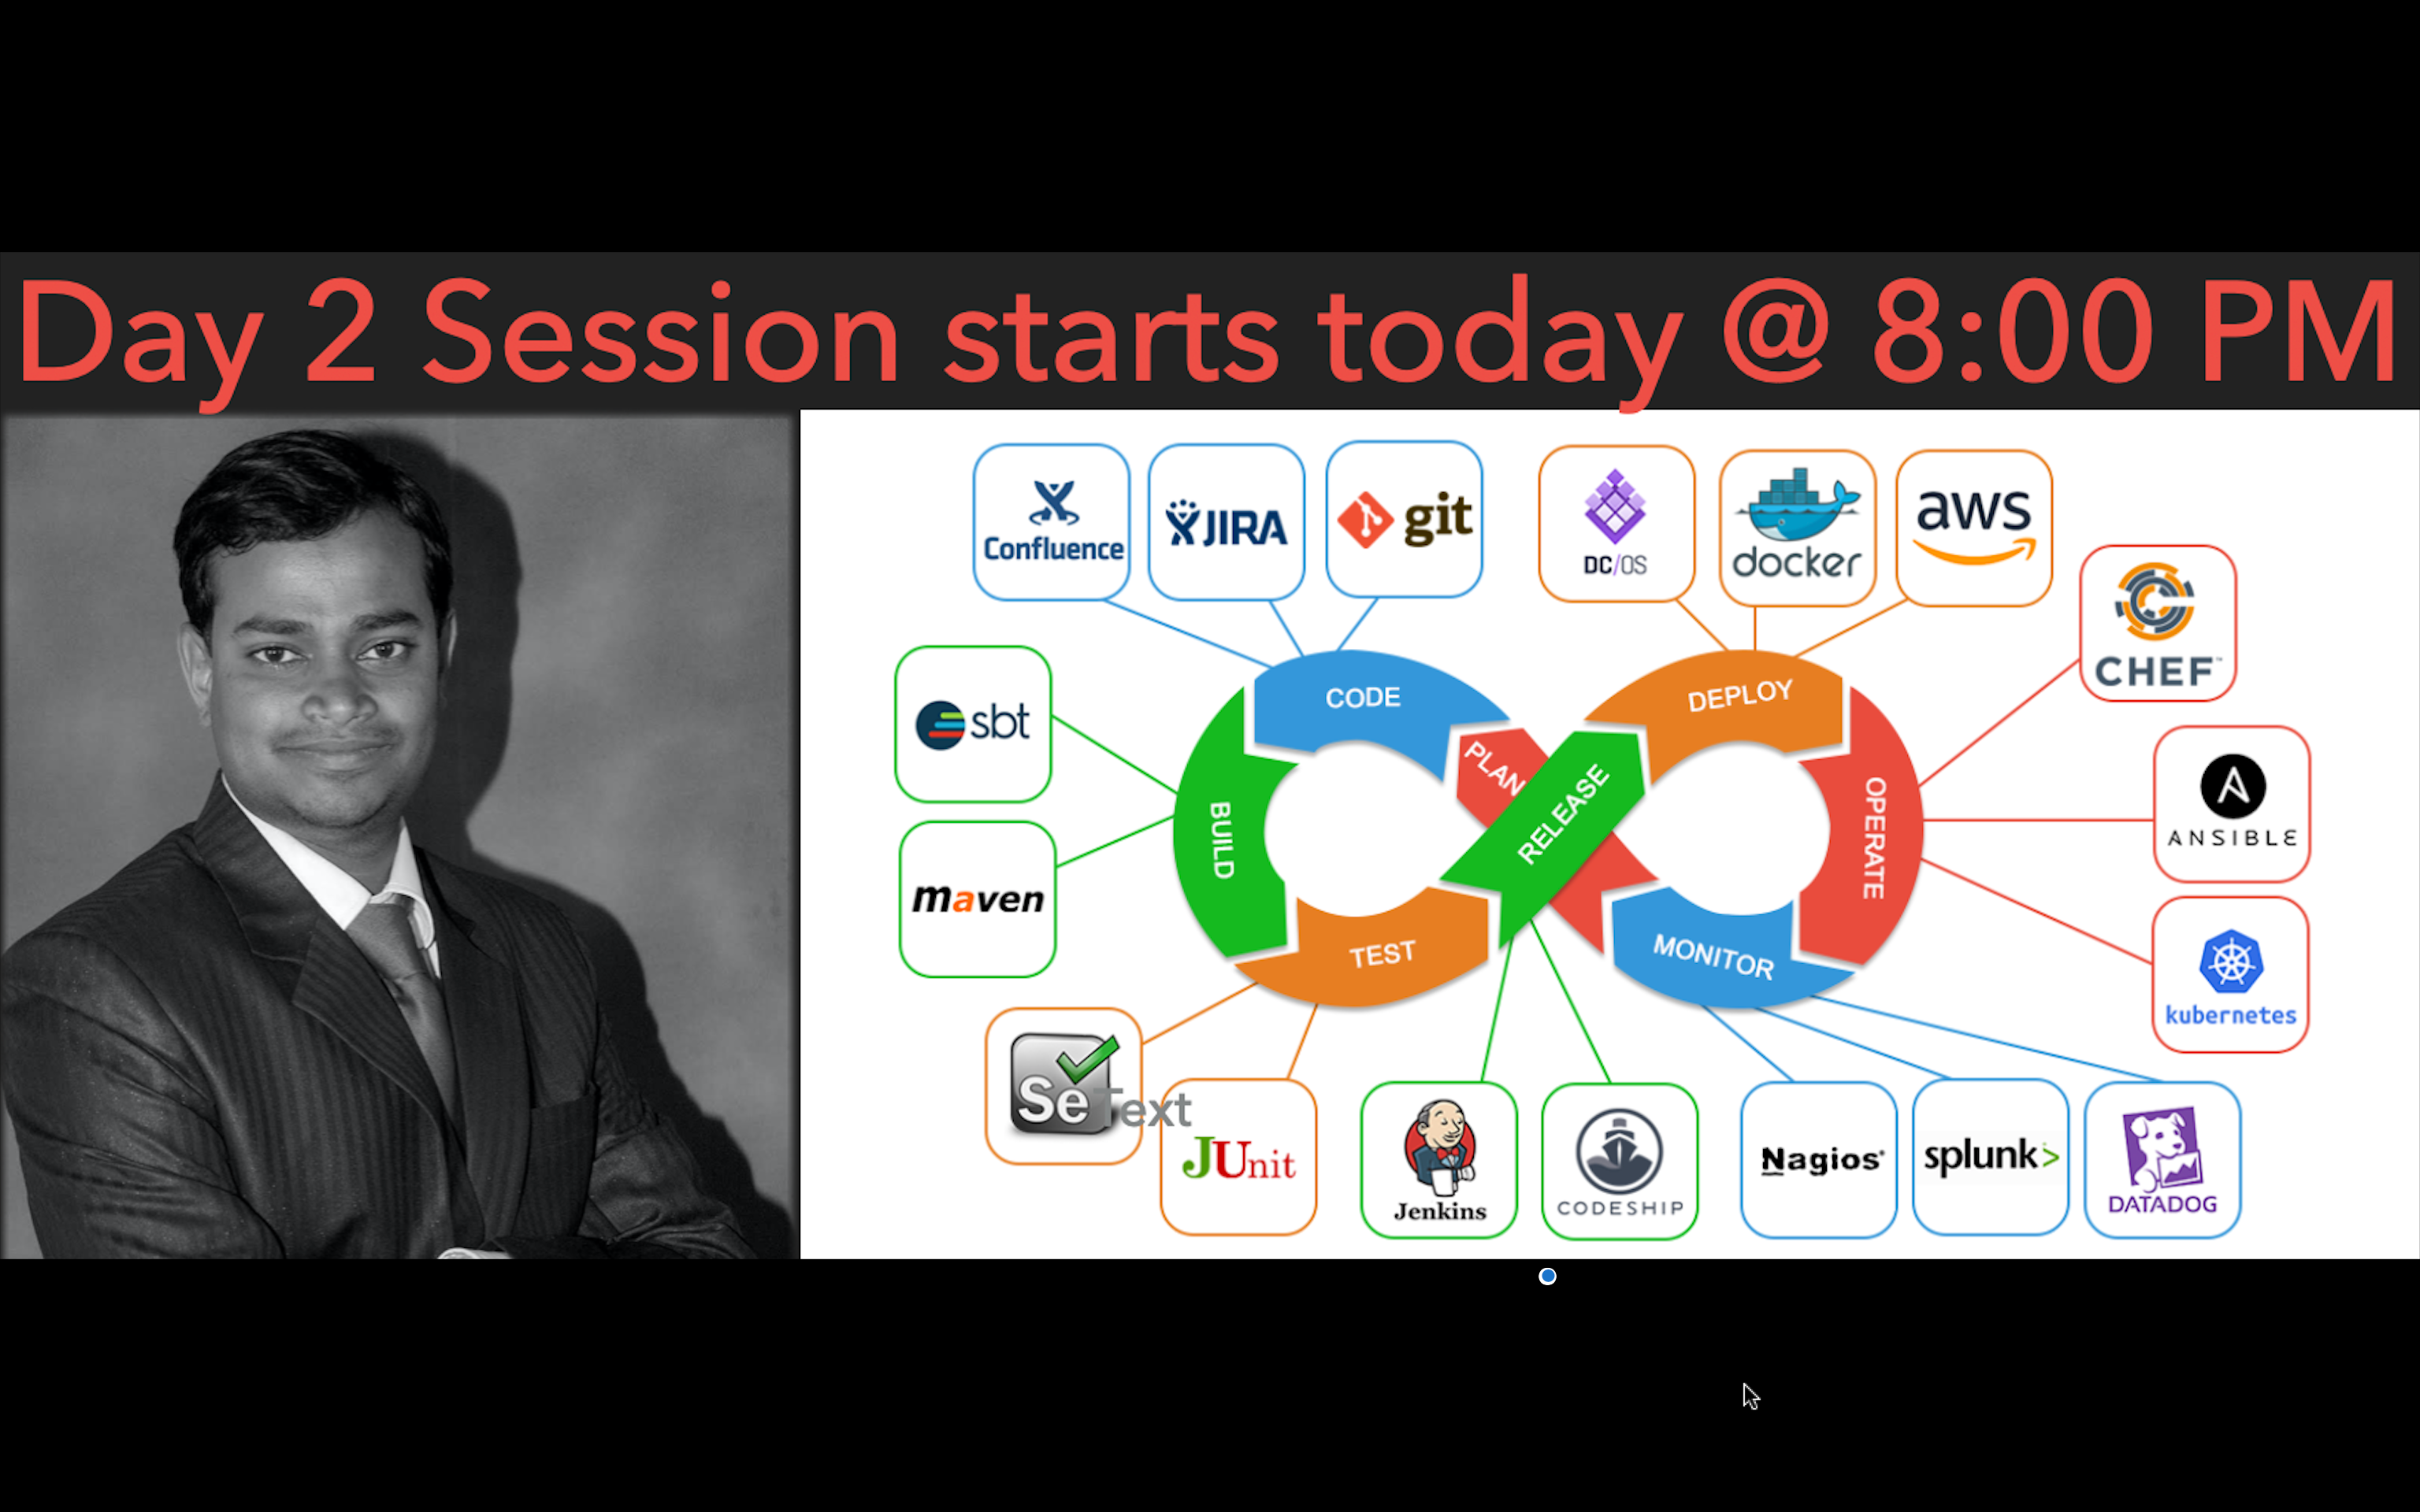 Day 2 Session starts today @ 8:00 PM
Confluence
JIRA
git
DC/OS
docker
aws
CHEF™
sbt
CODE
DEPLOY
PLAN
RELEASE
BUILD
OPERATE
ANSIBLE
maven
TEST
MONITOR
kubernetes
Se
Text
JUnit
Jenkins
CODESHIP
Nagios®
splunk>
DATADOG